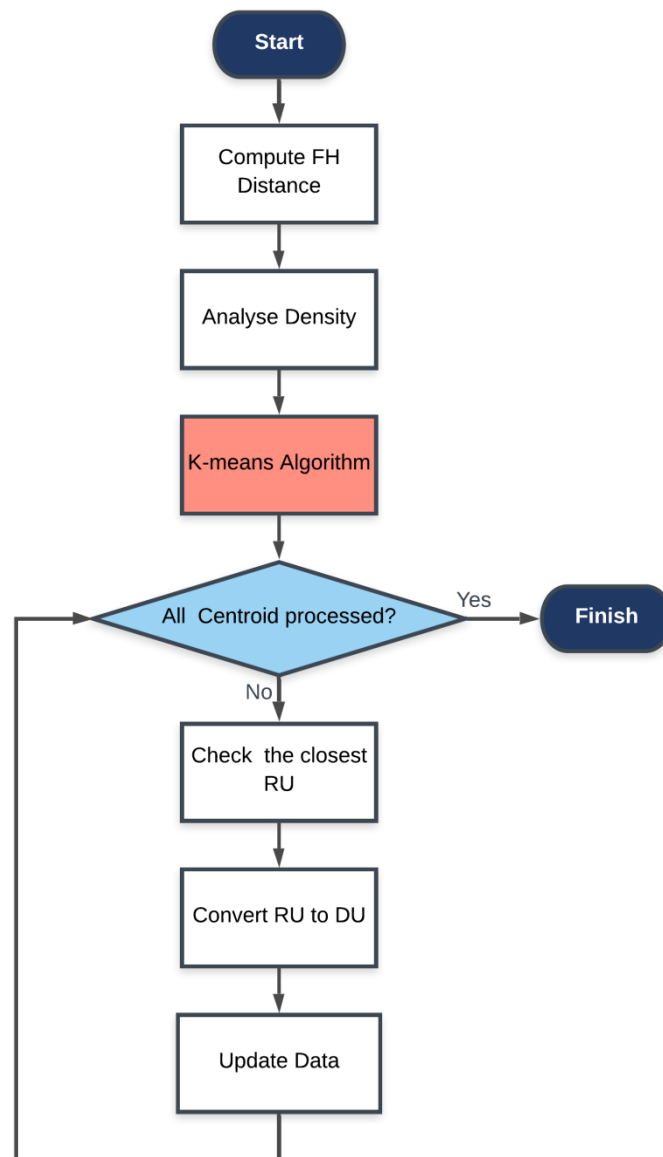 Start
Compute FH
Distance
Analyse Density
K-means Algorithm
All  Centroid processed?
Yes
Finish
No
Check  the closest
RU
Convert RU to DU
Update Data